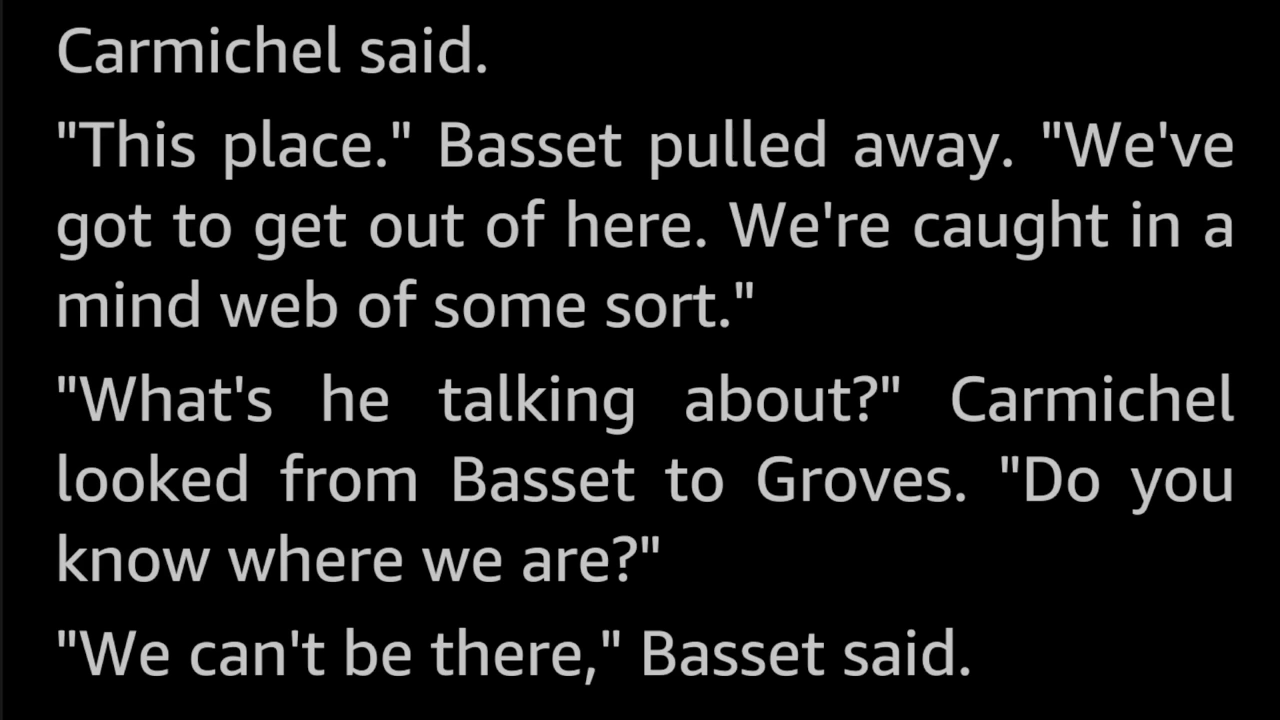 Carmichel said.
"This place." Basset pulled away. "We've
got to get out of here. We're caught in a
mind web of some sort."
"What's he talking about?" Carmichel
looked from Basset to Groves. "Do you
know where we are?"
"We can't be there," Basset said.